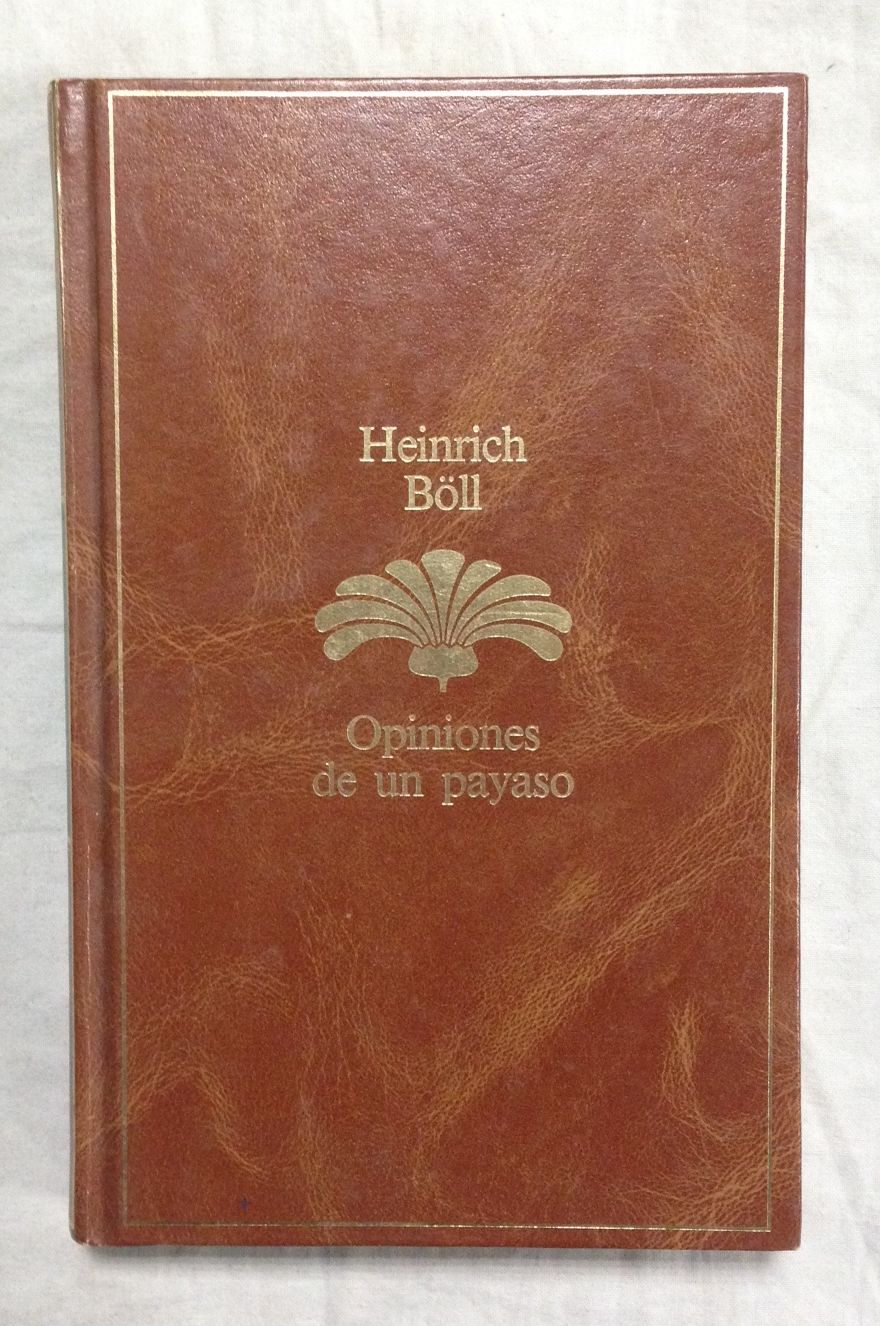 Heinrich
Böll
Opiniones
de un payaso